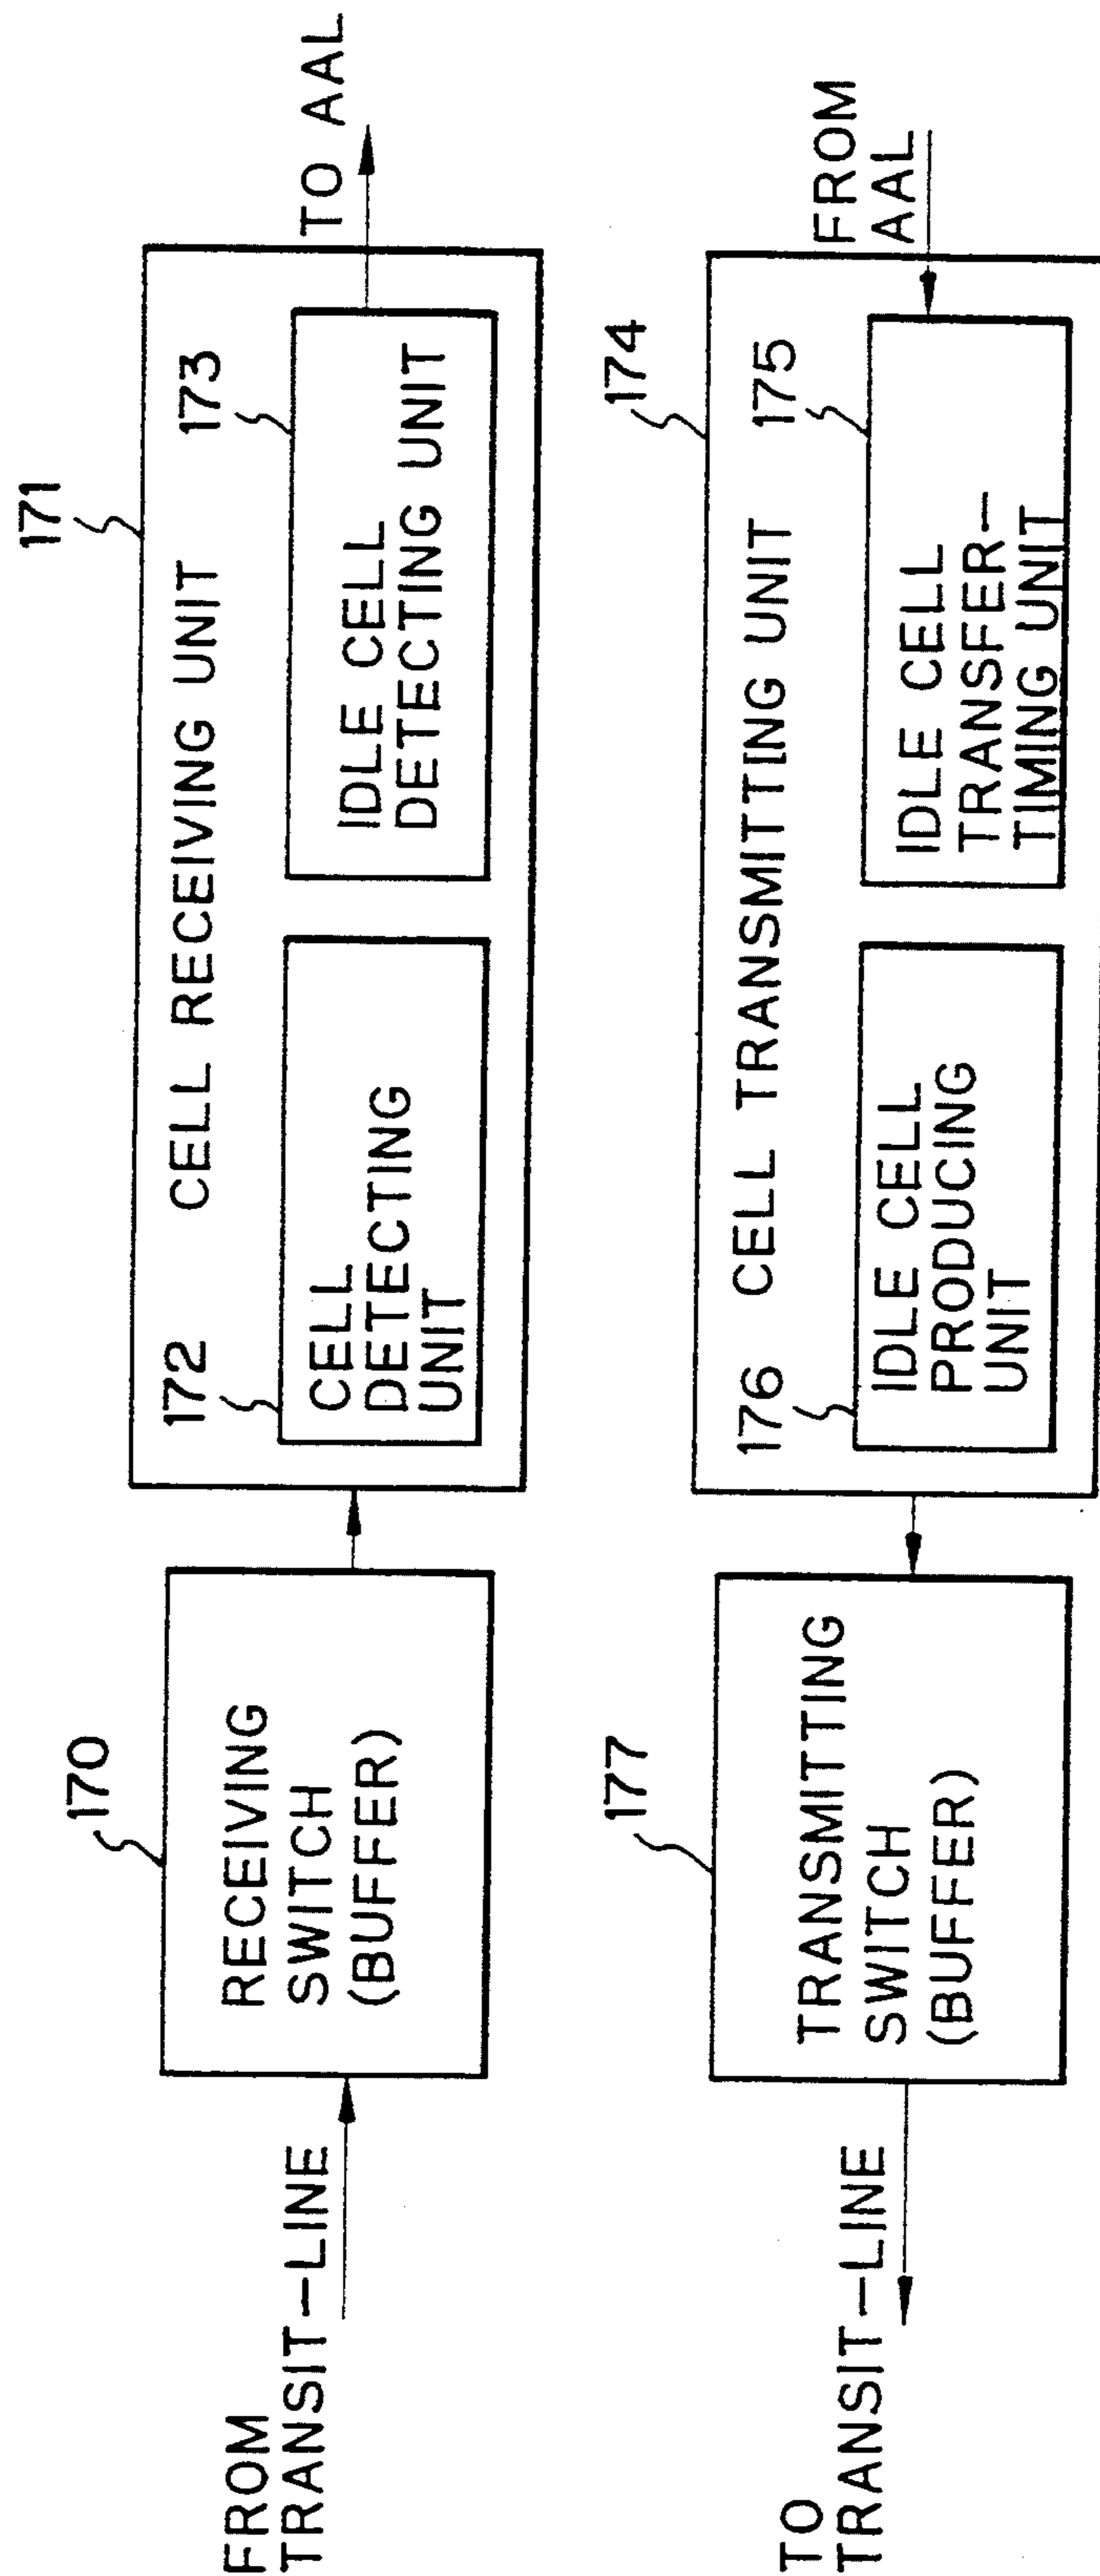 FROM
TRANSIT-LINE
170
RECEIVING
SWITCH
(BUFFER)
171
CELL RECEIVING UNIT
172
CELL
DETECTING
UNIT
173
IDLE CELL
DETECTING UNIT
TO AAL
TO
TRANSIT-LINE
177
TRANSMITTING
SWITCH
(BUFFER)
174
CELL TRANSMITTING UNIT
176
IDLE CELL
PRODUCING
UNIT
175
IDLE CELL
TRANSFER-
TIMING UNIT
FROM
AAL